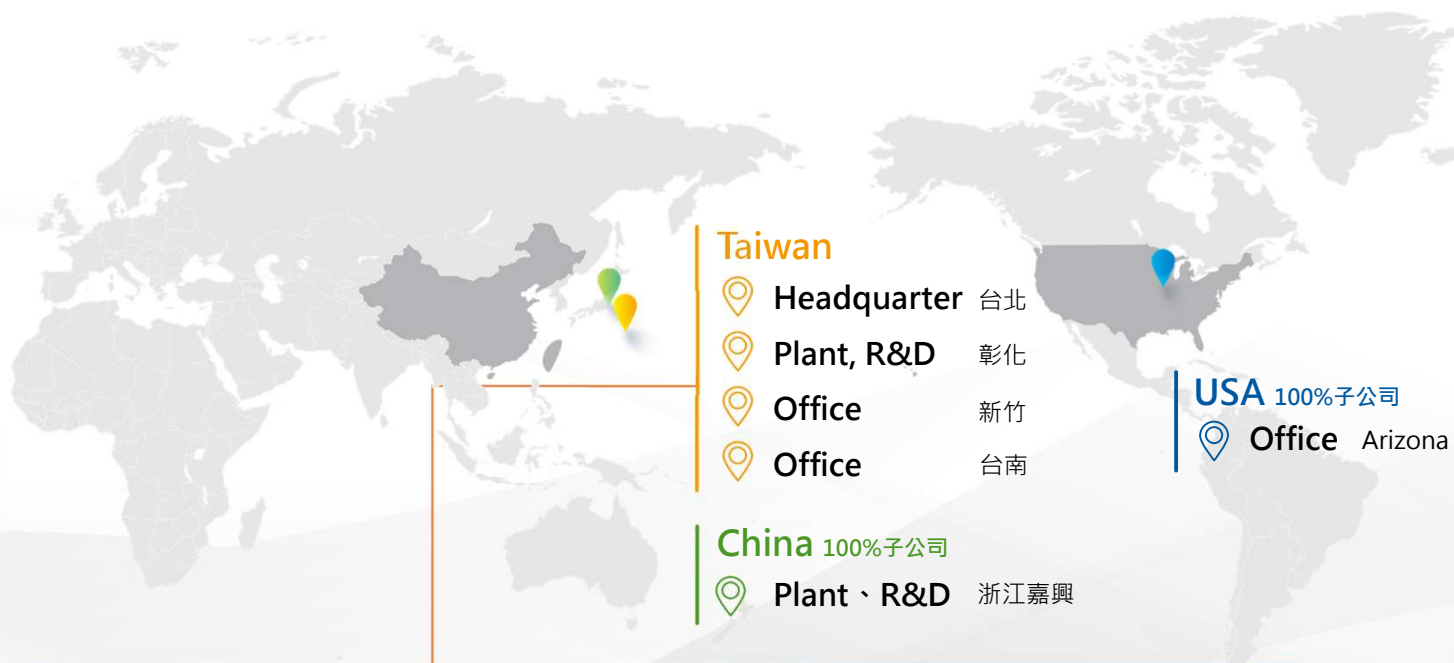 Taiwan
Headquarter 台北
Plant, R&D 彰化
Office 新竹
Office 台南
China 100%子公司
Plant、R&D 浙江嘉興
USA 100%子公司
Office Arizona